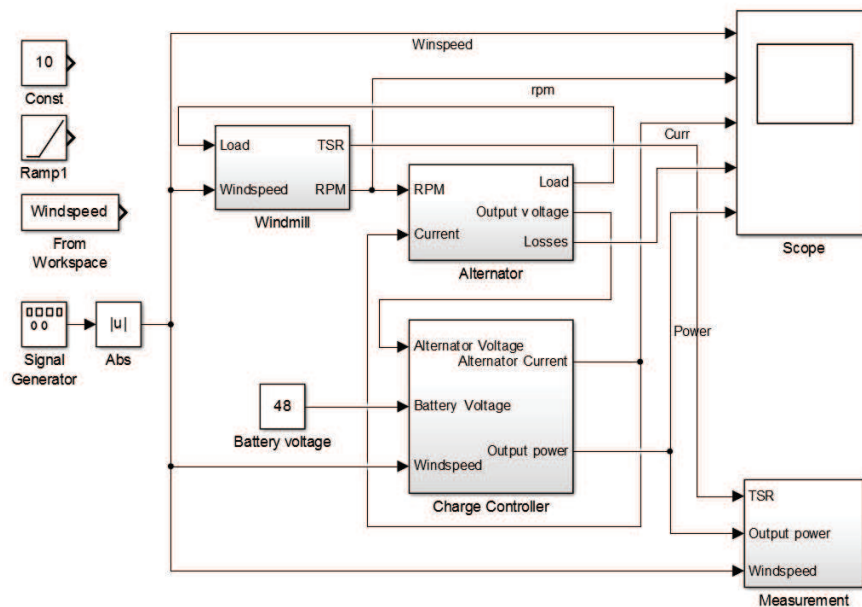 Winspeed
10
Const
rpm
Curr
Ramp1
Load
TSR
Windspeed
RPM
Windmill
RPM
Load
Output voltage
Current
Losses
Alternator
Scope
Windspeed
From
Workspace
|u|
Signal
Generator
Abs
Alternator Voltage
Alternator Current
Power
48
Battery Voltage
Battery voltage
Output power
Windspeed
Charge Controller
TSR
Output power
Windspeed
Measurement